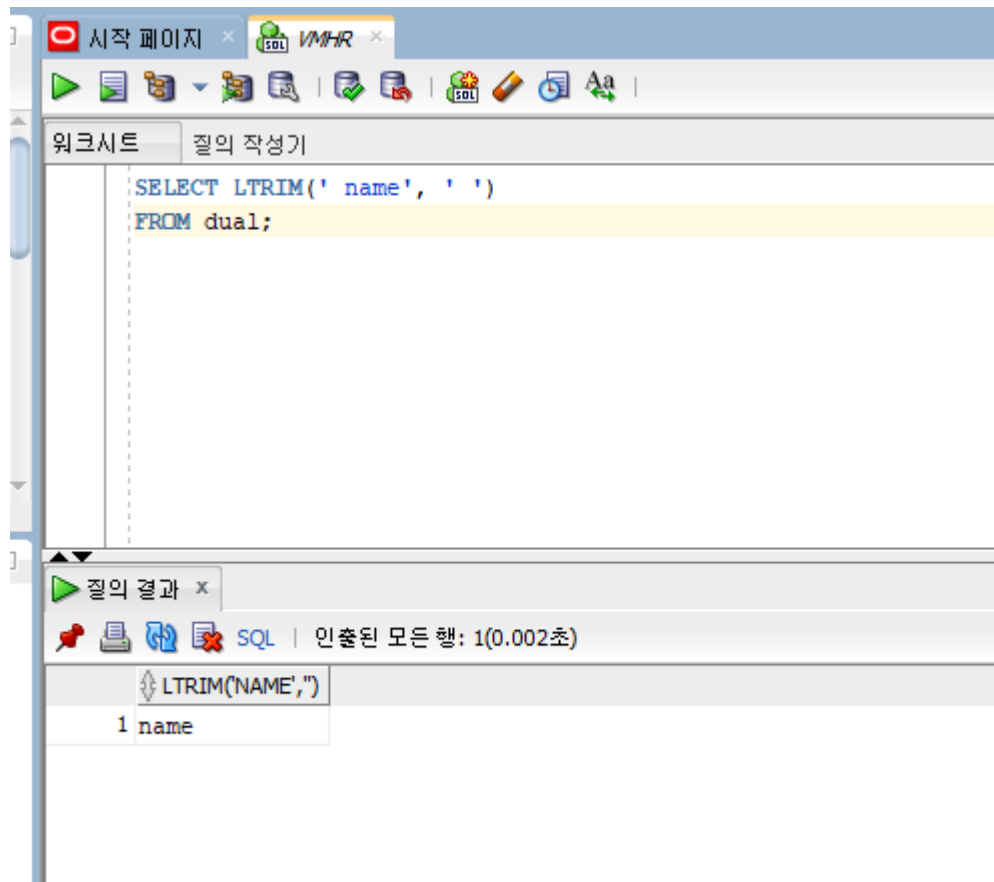 시작 페이지 VMHR
워크시트 질의 작성기
SELECT LTRIM(' name', ' ')
FROM dual;
질의 결과
SQL 인출된 모든 행: 1(0.002초)
LTRIM('NAME','')
1 name